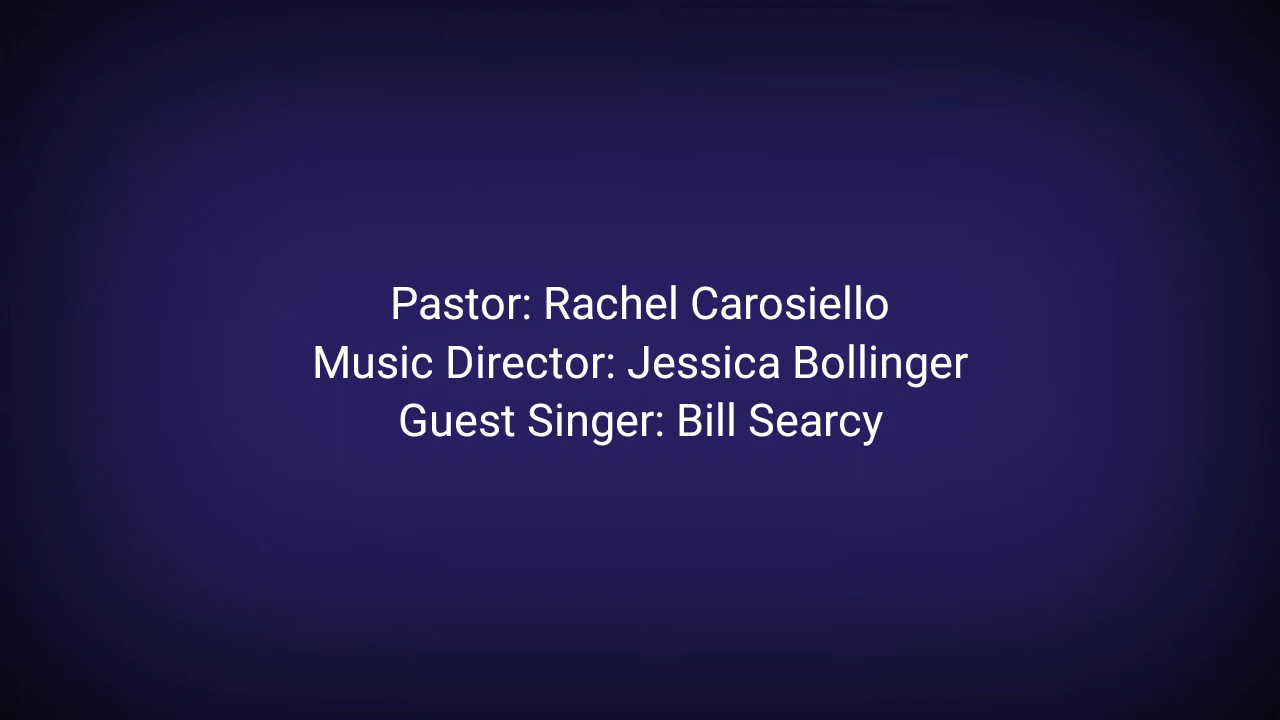 Pastor: Rachel Carosiello
Music Director: Jessica Bollinger
Guest Singer: Bill Searcy